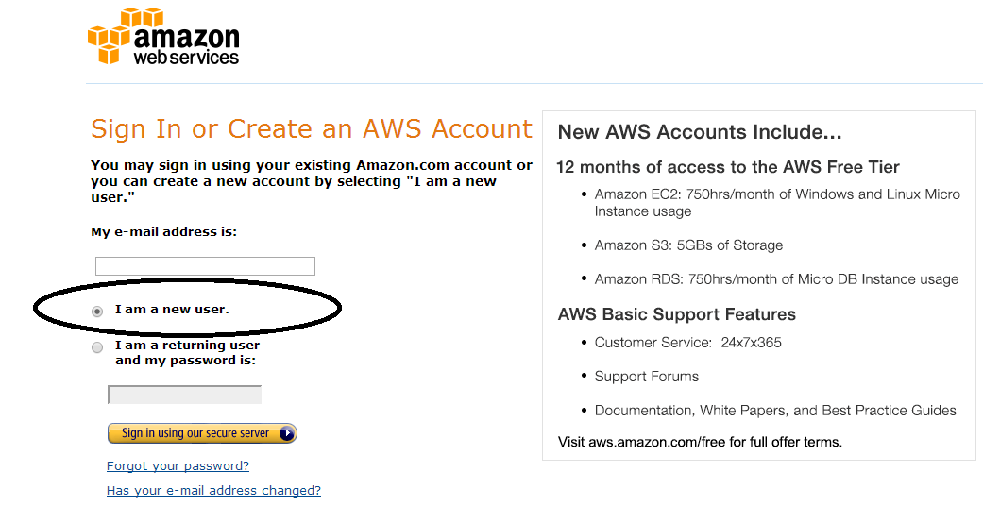 amazon
web services
Sign In or Create an AWS Account
You may sign in using your existing Amazon.com account or
you can create a new account by selecting "I am a new
user."
My e-mail address is:
I am a new user.
I am a returning user
and my password is:
Sign in using our secure server
Forgot your password?
Has your e-mail address changed?
New AWS Accounts Include...
12 months of access to the AWS Free Tier
• Amazon EC2: 750hrs/month of Windows and Linux Micro
Instance usage
• Amazon S3: 5GBs of Storage
• Amazon RDS: 750hrs/month of Micro DB Instance usage
AWS Basic Support Features
• Customer Service: 24x7x365
• Support Forums
• Documentation, White Papers, and Best Practice Guides
Visit aws.amazon.com/free for full offer terms.